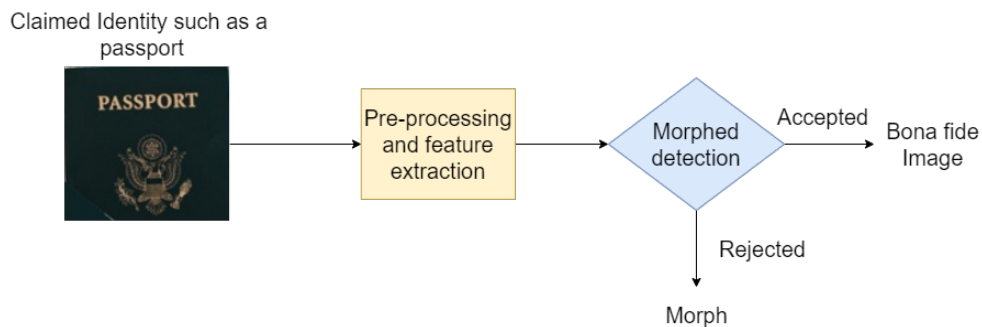 Claimed Identity such as a
passport
PASSPORT
Pre-processing
and feature
extraction
Morphed
detection
Accepted
Bona fide
Image
Rejected
Morph